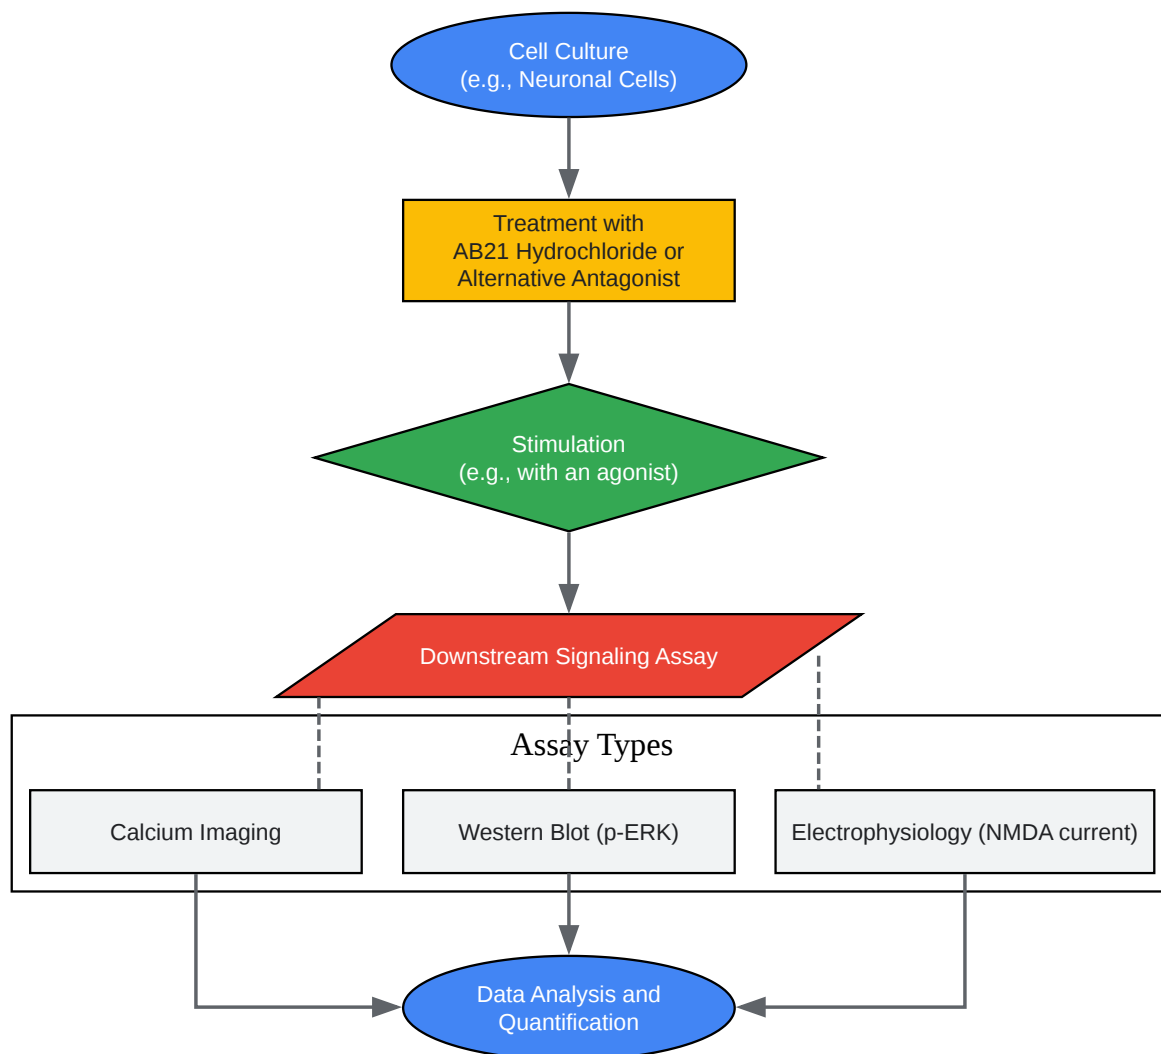 Cell Culture
(e.g., Neuronal Cells)
Treatment with
AB21 Hydrochloride or
Alternative Antagonist
Stimulation
(e.g., with an agonist)
Downstream Signaling Assay
Assay Types
Calcium Imaging
Western Blot (p-ERK)
Electrophysiology (NMDA current)
Data Analysis and
Quantification